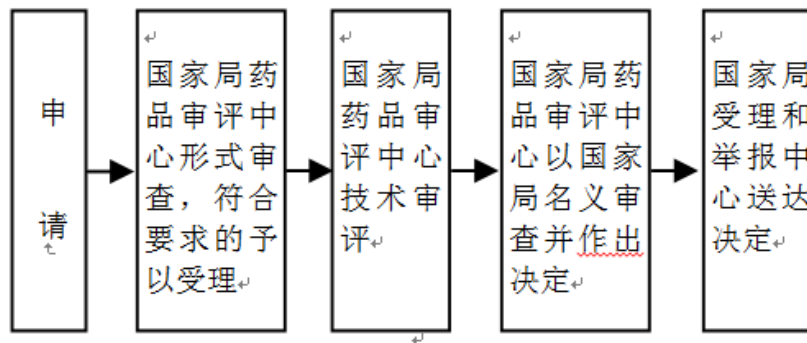 申
请
国家局药
品审评中
心形式审
查，符合
要求的予
以受理
国家局
药品审
评中心
技术审
评
国家局药
品审评中
心以国家
局名义审
查并作出
决定
国家局
受理和
举报中
心送达
决定